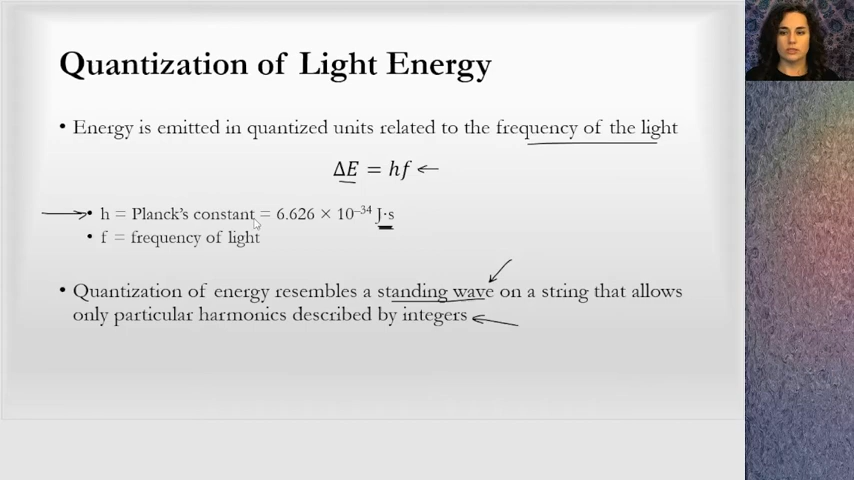 Quantization of Light Energy
• Energy is emitted in quantized units related to the frequency of the light
ΔE = hf ←
• h = Planck's constant = 6.626 × 10⁻³⁴ J·s
• f = frequency of light
• Quantization of energy resembles a standing wave on a string that allows
only particular harmonics described by integers